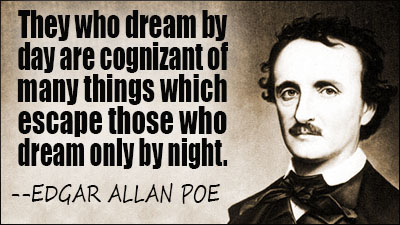 They who dream by
day are cognizant of
many things which
escape those who
dream only by night.
--EDGAR ALLAN POE